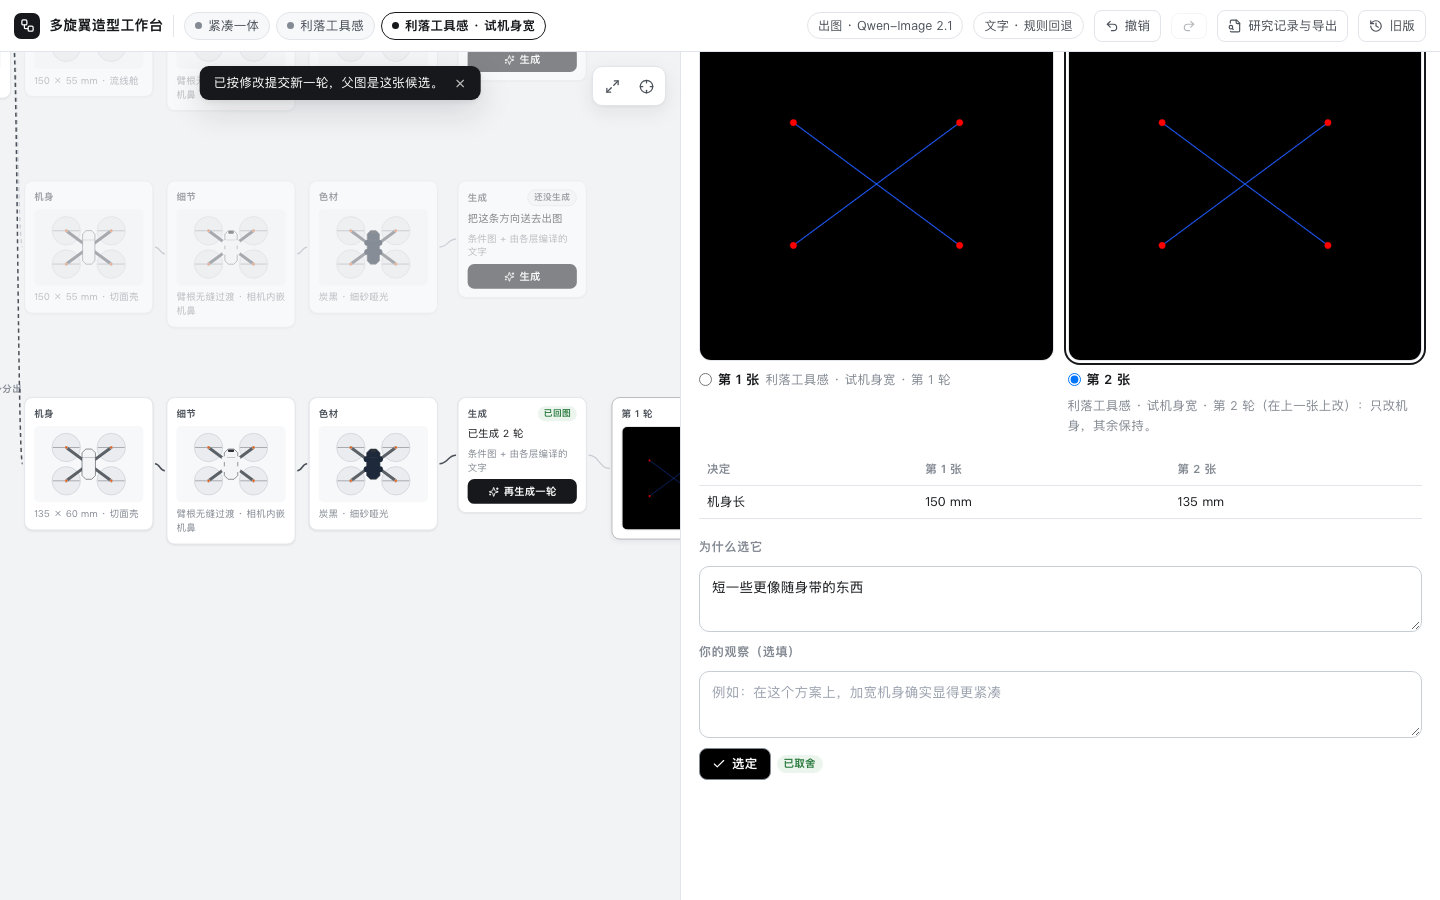 多旋翼造型工作台
紧凑一体
利落工具感
利落工具感 · 试机身宽
出图 · Qwen-Image 2.1
文字 · 规则回退
撤销
研究记录与导出
旧版
已按修改提交新一轮，父图是这张候选。
150 × 55 mm · 流线舱
臂根
机鼻
生成
机身
150 × 55 mm · 切面壳
细节
臂根无缝过渡 · 相机内嵌
机鼻
色材
炭黑 · 细砂哑光
生成
还没生成
把这条方向送去出图
条件图 + 由各层编译的
文字
生成
分出
机身
135 × 60 mm · 切面壳
细节
臂根无缝过渡 · 相机内嵌
机鼻
色材
炭黑 · 细砂哑光
生成
已回图
已生成 2 轮
条件图 + 由各层编译的
文字
再生成一轮
第 1 轮
第 1 张 利落工具感 · 试机身宽 · 第 1 轮
第 2 张
利落工具感 · 试机身宽 · 第 2 轮（在上一张上改）：只改机
身，其余保持。
决定 第 1 张 第 2 张
机身长 150 mm 135 mm
为什么选它
短一些更像随身带的东西
你的观察（选填）
例如：在这个方案上，加宽机身确实显得更紧凑
选定
已取舍